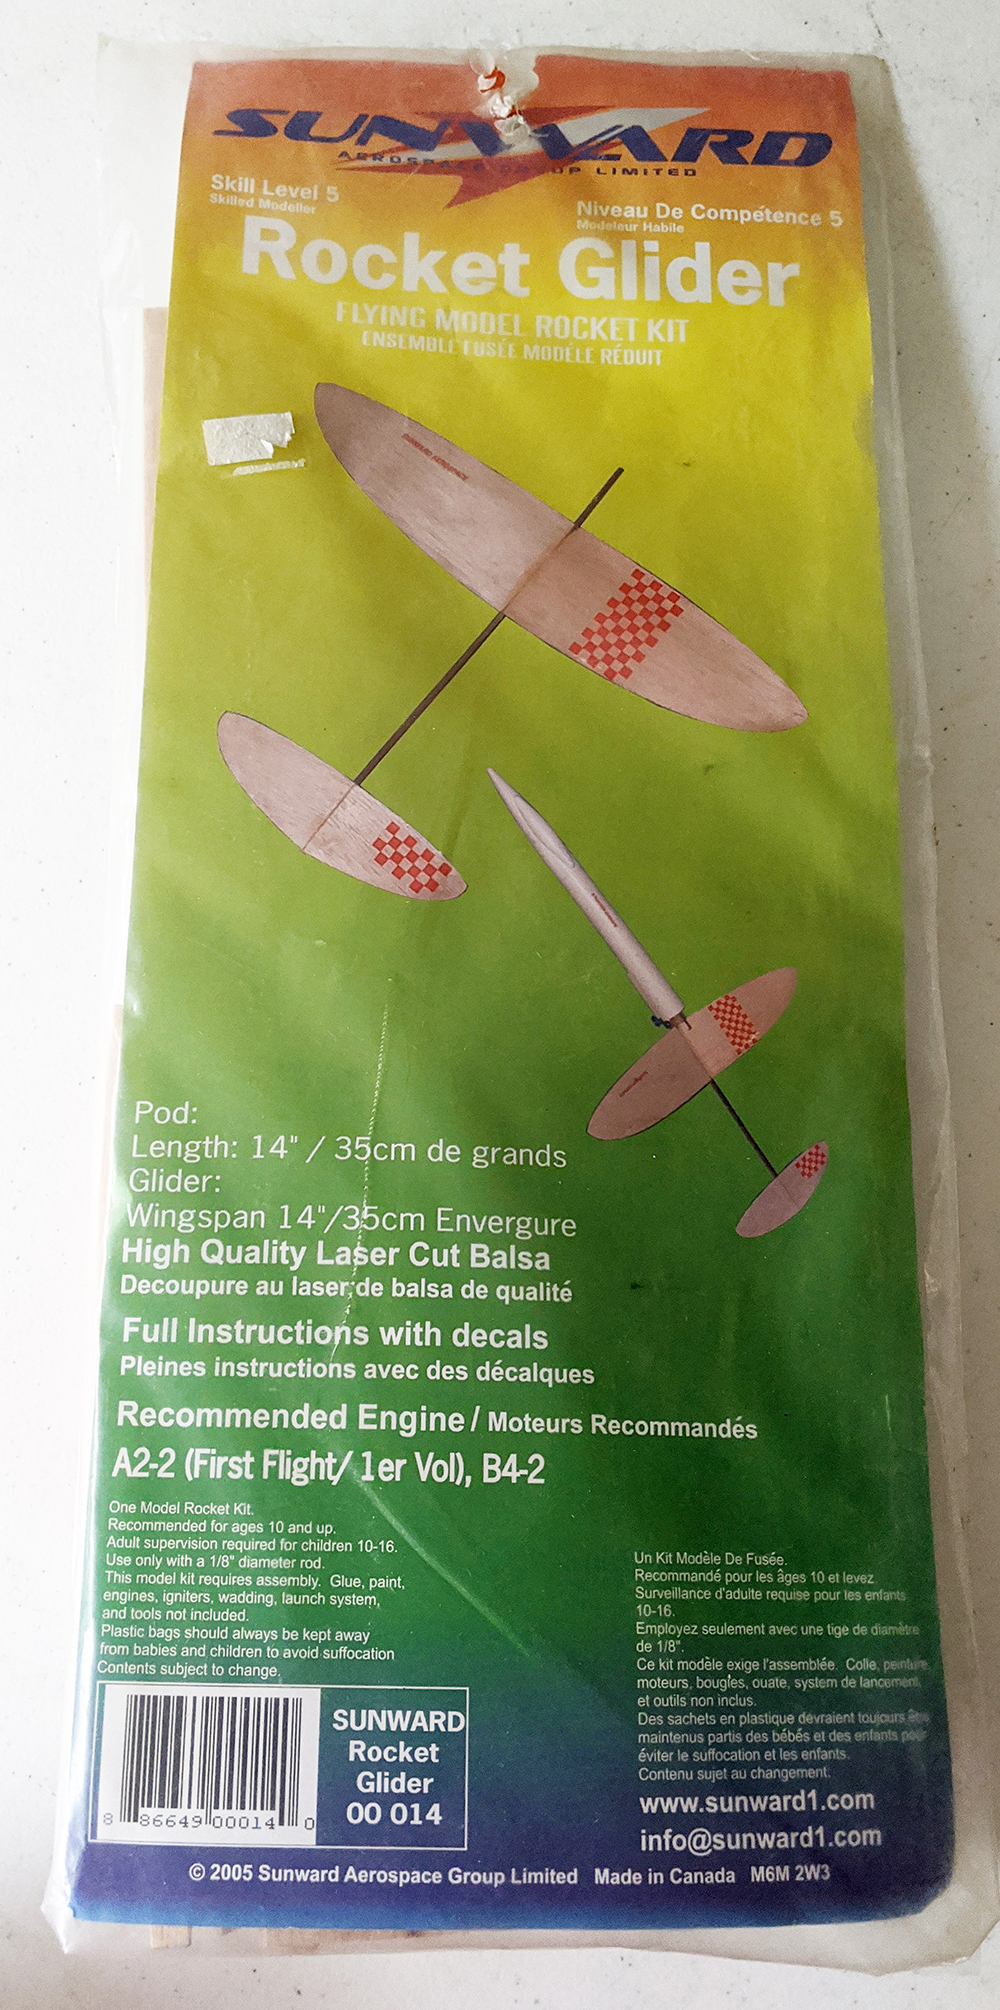 SUNWARD
AEROSPACE GROUP LIMITED
Skill Level 5
Skilled Modeller
Niveau De Compétence 5
Modeleur Habile
Rocket Glider
FLYING MODEL ROCKET KIT
ENSEMBLE FUSÉE MODÉLE RÉDUIT
SUNWARD AEROSPACE
Pod:
Length: 14" / 35cm de grands
Glider:
Wingspan 14"/35cm Envergure
High Quality Laser Cut Balsa
Decoupure au laser de balsa de qualité
Full Instructions with decals
Pleines instructions avec des décalques
Recommended Engine / Moteurs Recommandés
A2-2 (First Flight/ 1er Vol), B4-2
One Model Rocket Kit.
Recommended for ages 10 and up.
Adult supervision required for children 10-16.
Use only with a 1/8" diameter rod.
This model kit requires assembly. Glue, paint,
engines, igniters, wadding, launch system,
and tools not included.
Plastic bags should always be kept away
from babies and children to avoid suffocation
Contents subject to change.
Un Kit Modèle De Fusée.
Recommandé pour les âges 10 et levez
Surveillance d'adulte requise pour les enfants
10-16.
Employez seulement avec une tige de diamètre
de 1/8".
Ce kit modèle exige l'assemblée. Colle, peinture,
moteurs, bougies, ouate, system de lancement,
et outils non inclus.
Des sachets en plastique devraient toujours être
maintenus partis des bébés et des enfants pour
éviter le suffocation et les enfants.
Contenu sujet au changement.
www.sunward1.com
info@sunward1.com
8 86649 00014 0
SUNWARD
Rocket
Glider
00 014
© 2005 Sunward Aerospace Group Limited Made in Canada M6M 2W3